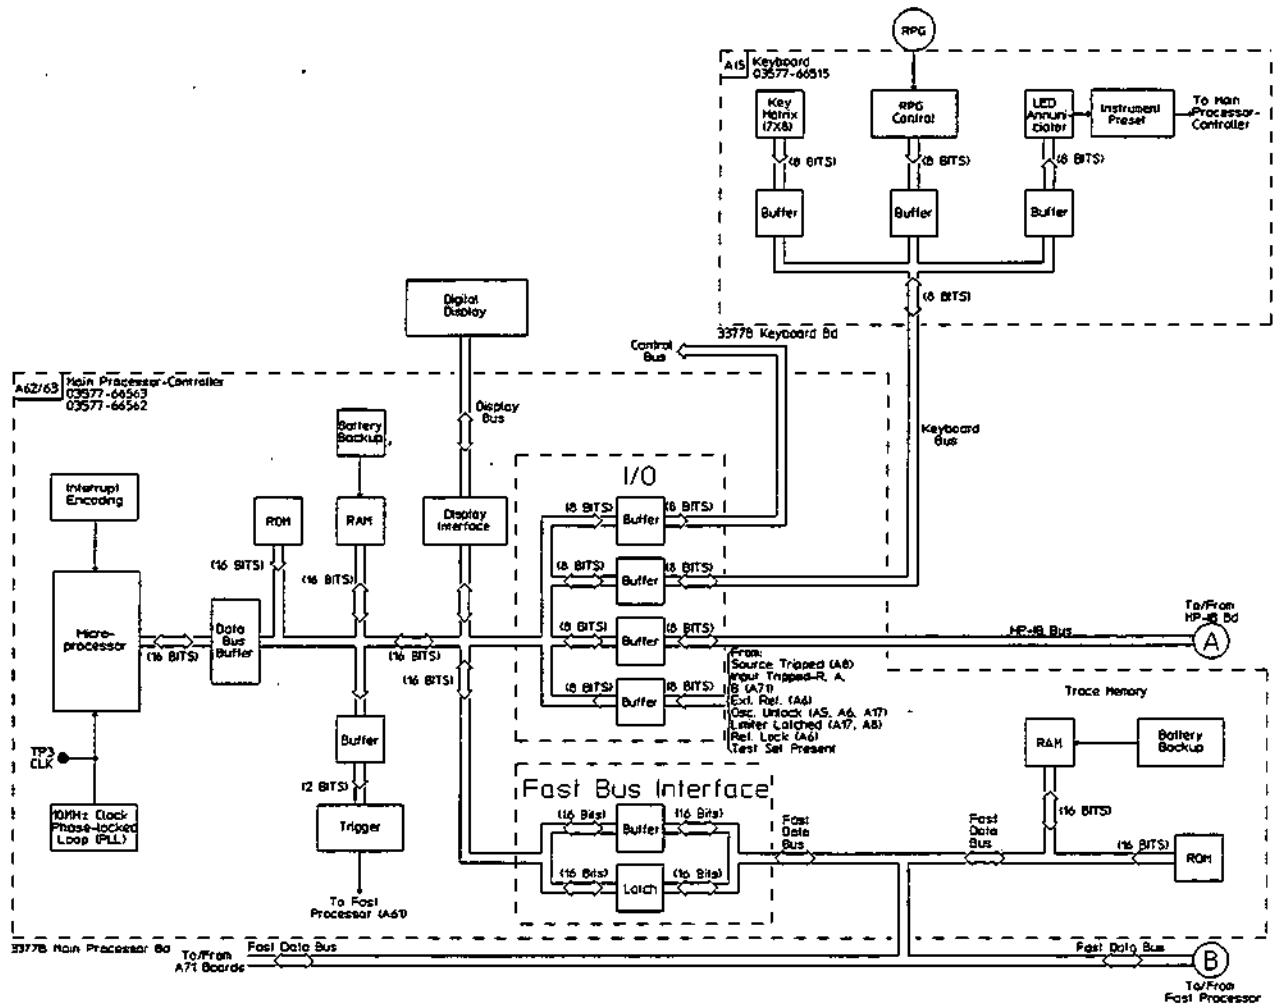 RPG
A15
Keyboard
03577-66515
Key
Matrix
(7X8)
RPG
Control
LED
Annunciator
Instrument
Preset
To Main
Processor-
Controller
(8 BITS)
(8 BITS)
(8 BITS)
Buffer
Buffer
Buffer
(8 BITS)
3377B Keyboard Bd
Digital
Display
Control
Bus
A62/63
Main Processor-Controller
03577-66563
03577-66562
Display
Bus
Battery
Backup
Keyboard
Bus
I/O
Interrupt
Encoding
ROM
RAM
Display
Interface
(8 BITS)
Buffer
(8 BITS)
(16 BITS)
(16 BITS)
(8 BITS)
Buffer
(8 BITS)
Micro-
processor
Data
Bus
Buffer
(16 BITS)
(16 BITS)
(16 BITS)
(8 BITS)
Buffer
(8 BITS)
HP-IB Bus
To/From
HP-IB Bd
A
(8 BITS)
Buffer
(8 BITS)
From:
Source Tripped (A8)
Input Tripped-R, A,
B (A71)
Ext. Ref. (A6)
Osc. Unlock (A5, A6, A17)
Limiter Latched (A17, A8)
Ref. Lock (A6)
Test Set Present
Trace Memory
RAM
Battery
Backup
TP3
CLK
Buffer
(2 BITS)
10MHz Clock
Phase-locked
Loop (PLL)
Trigger
To Fast
Processor (A61)
Fast Bus Interface
(16 Bits)
Buffer
(16 Bits)
(16 Bits)
Latch
(16 Bits)
Fast
Data
Bus
Fast
Data
Bus
(16 BITS)
(16 BITS)
ROM
3377B Main Processor Bd
To/From
A71 Boards
Fast Data Bus
Fast Data Bus
B
To/From
Fast Processor